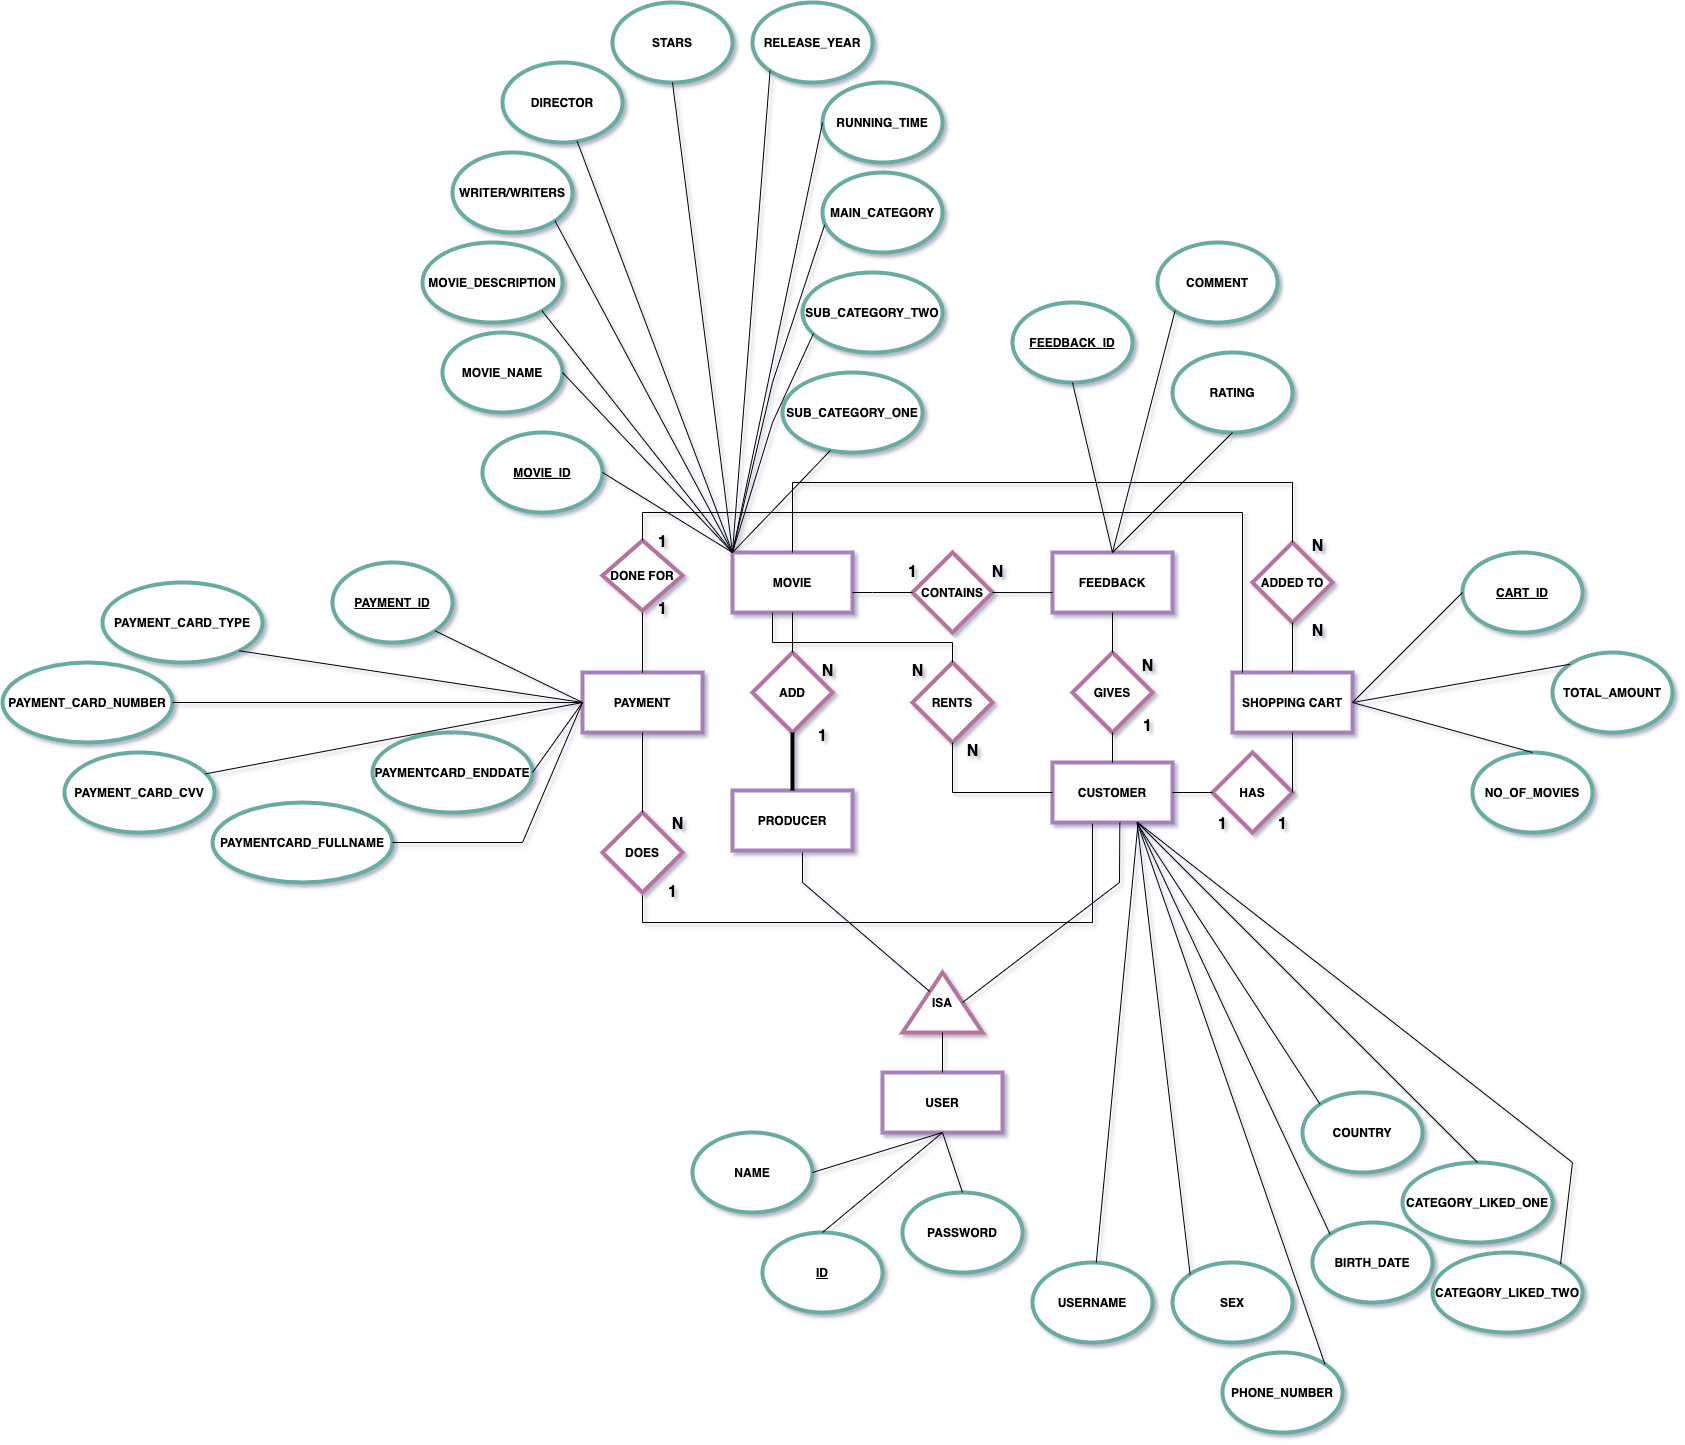 STARS
RELEASE_YEAR
DIRECTOR
RUNNING_TIME
WRITER/WRITERS
MAIN_CATEGORY
MOVIE_DESCRIPTION
COMMENT
SUB_CATEGORY_TWO
FEEDBACK_ID
MOVIE_NAME
RATING
SUB_CATEGORY_ONE
MOVIE_ID
1
N
DONE FOR
MOVIE
1
N
CONTAINS
FEEDBACK
ADDED TO
CART_ID
PAYMENT_ID
1
PAYMENT_CARD_TYPE
N
N
N
N
ADD
RENTS
GIVES
TOTAL_AMOUNT
PAYMENT_CARD_NUMBER
PAYMENT
SHOPPING CART
1
1
N
PAYMENTCARD_ENDDATE
PAYMENT_CARD_CVV
CUSTOMER
HAS
NO_OF_MOVIES
N
PRODUCER
1
1
PAYMENTCARD_FULLNAME
DOES
1
ISA
USER
COUNTRY
NAME
CATEGORY_LIKED_ONE
PASSWORD
BIRTH_DATE
ID
CATEGORY_LIKED_TWO
USERNAME
SEX
PHONE_NUMBER